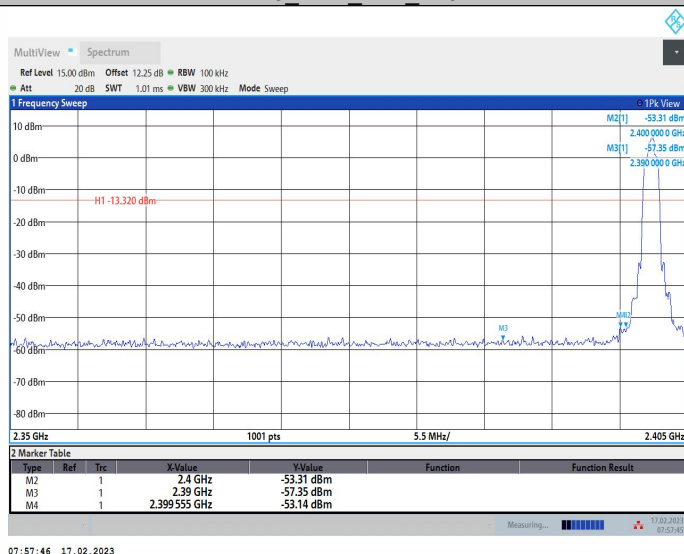 MultiView Spectrum
Ref Level 15.00 dBm Offset 12.25 dB RBW 100 kHz
Att 20 dB SWT 1.01 ms VBW 300 kHz Mode Sweep
1 Frequency Sweep 1Pk View
M2[1] -53.31 dBm
2.400 000 0 GHz
M3[1] -57.35 dBm
2.390 000 0 GHz
10 dBm
0 dBm
-10 dBm
H1 -13.320 dBm
-20 dBm
-30 dBm
-40 dBm
-50 dBm
M3
-60 dBm
-70 dBm
-80 dBm
2.35 GHz 1001 pts 5.5 MHz/ 2.405 GHz
2 Marker Table
Type Ref Trc X-Value Y-Value Function Function Result
M2 1 2.4 GHz -53.31 dBm
M3 1 2.39 GHz -57.35 dBm
M4 1 2.399 555 GHz -53.14 dBm
Measuring... 17.02.2023
07:57:45
07:57:46 17.02.2023